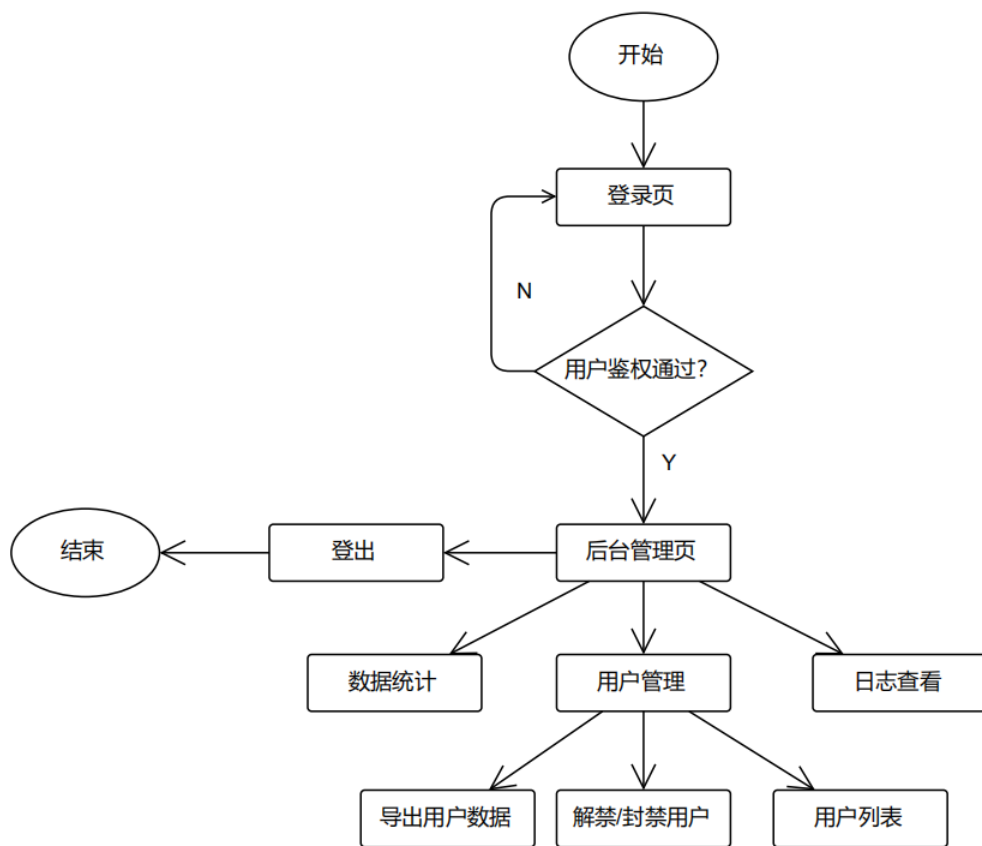 开始
登录页
N
用户鉴权通过?
Y
结束
登出
后台管理页
数据统计
用户管理
日志查看
导出用户数据
解禁/封禁用户
用户列表